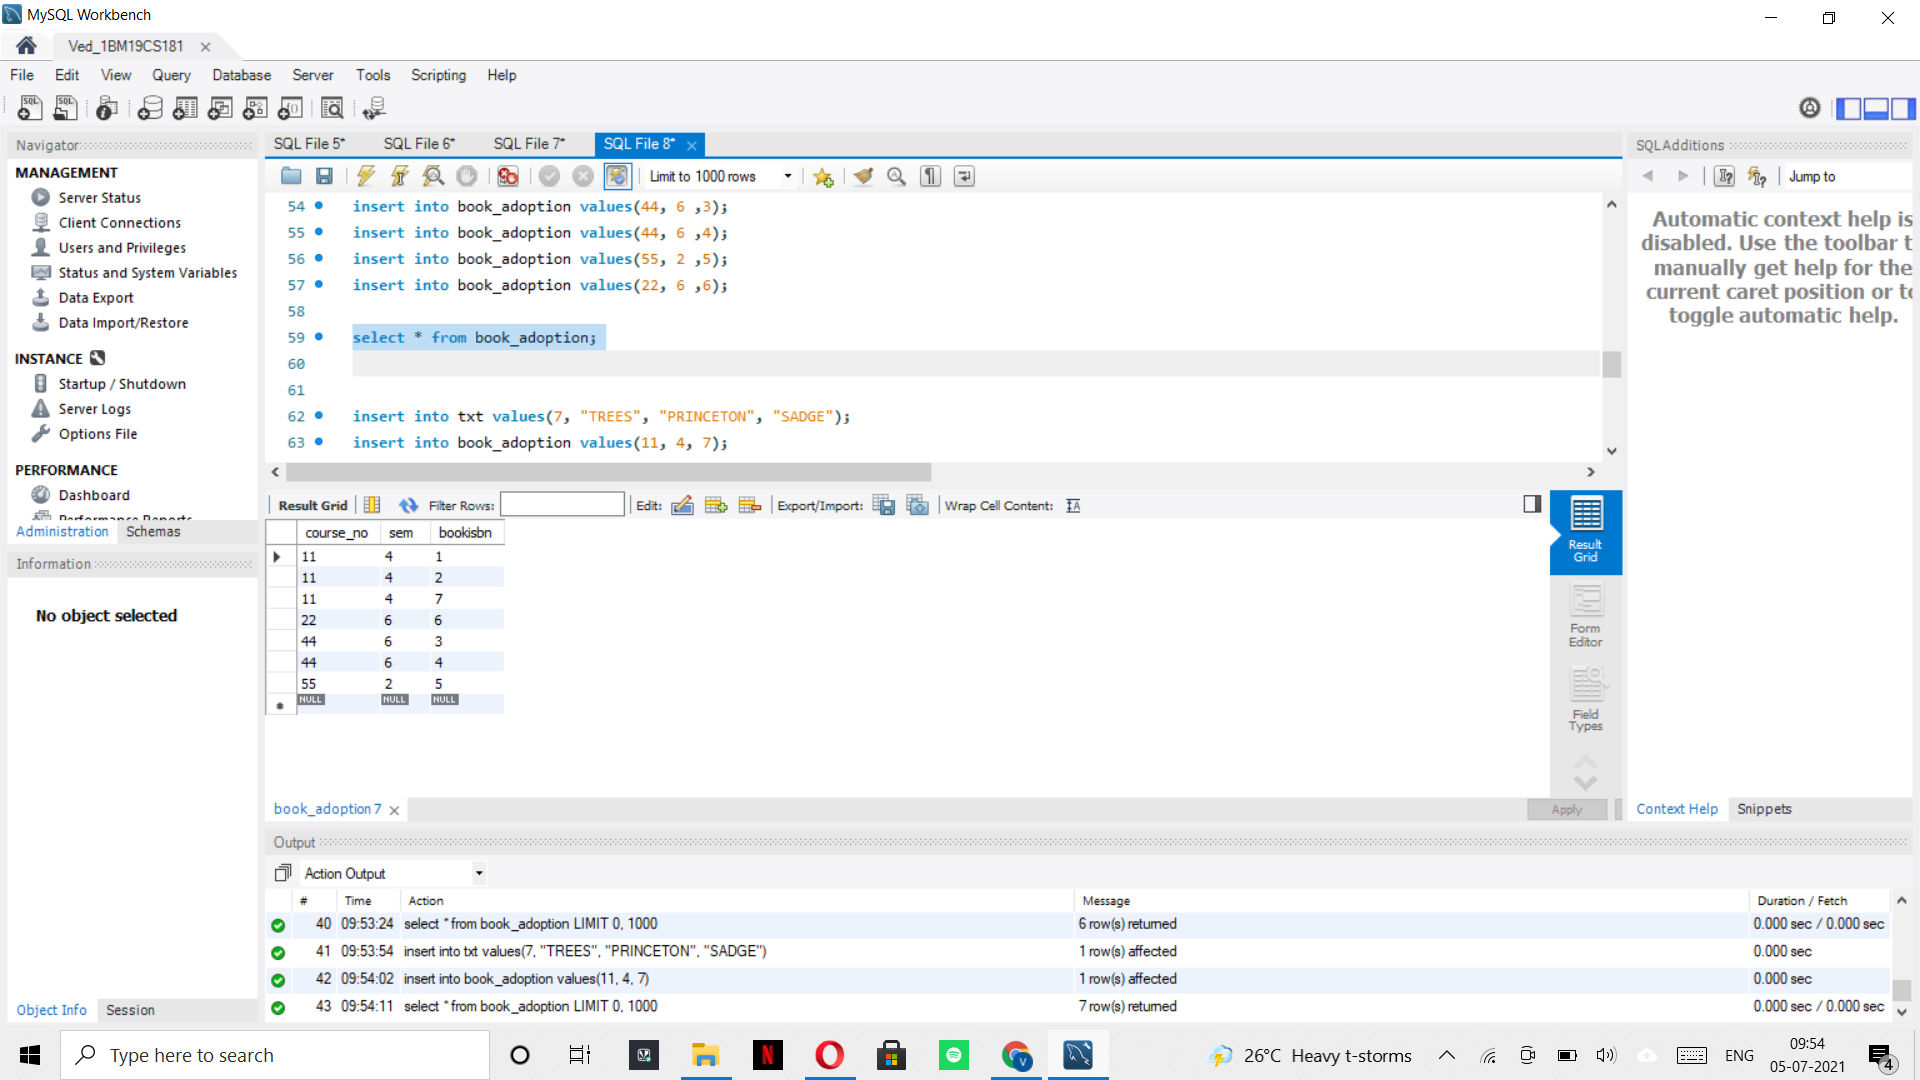 MySQL Workbench
Ved_1BM19CS181
File Edit View Query Database Server Tools Scripting Help
Navigator
MANAGEMENT
Server Status
Client Connections
Users and Privileges
Status and System Variables
Data Export
Data Import/Restore
INSTANCE
Startup / Shutdown
Server Logs
Options File
PERFORMANCE
Dashboard
Performance Reports
Administration Schemas
Information
No object selected
Object Info Session
SQL File 5* SQL File 6* SQL File 7* SQL File 8*
Limit to 1000 rows
54 insert into book_adoption values(44, 6 ,3);
55 insert into book_adoption values(44, 6 ,4);
56 insert into book_adoption values(55, 2 ,5);
57 insert into book_adoption values(22, 6 ,6);
58
59 select * from book_adoption;
60
61
62 insert into txt values(7, "TREES", "PRINCETON", "SADGE");
63 insert into book_adoption values(11, 4, 7);
Result Grid Filter Rows: Edit: Export/Import: Wrap Cell Content:
course_no sem bookisbn
11 4 1
11 4 2
11 4 7
22 6 6
44 6 3
44 6 4
55 2 5
NULL NULL NULL
Result
Grid
Form
Editor
Field
Types
book_adoption 7
Apply
Output
Action Output
# Time Action Message Duration / Fetch
40 09:53:24 select * from book_adoption LIMIT 0, 1000 6 row(s) returned 0.000 sec / 0.000 sec
41 09:53:54 insert into txt values(7, "TREES", "PRINCETON", "SADGE") 1 row(s) affected 0.000 sec
42 09:54:02 insert into book_adoption values(11, 4, 7) 1 row(s) affected 0.000 sec
43 09:54:11 select * from book_adoption LIMIT 0, 1000 7 row(s) returned 0.000 sec / 0.000 sec
SQLAdditions
Jump to
Automatic context help is
disabled. Use the toolbar t
manually get help for the
current caret position or to
toggle automatic help.
Context Help Snippets
Type here to search
26°C Heavy t-storms
ENG
09:54
05-07-2021
4